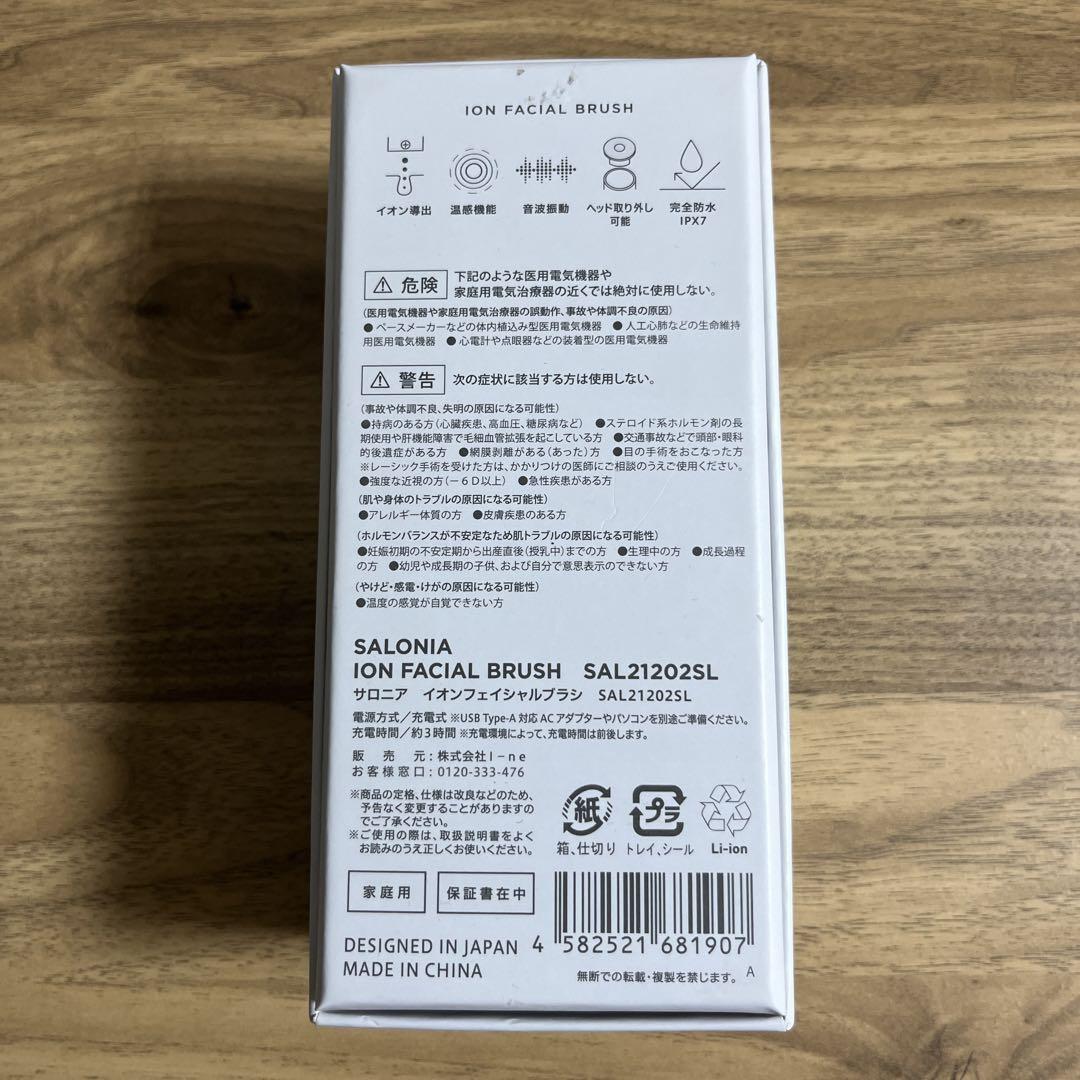 ION FACIAL BRUSH
イオン導出
温感機能
音波振動
ヘッド取り外し
可能
完全防水
IPX7
危険
下記のような医用電気機器や
家庭用電気治療器の近くでは絶対に使用しない。
(医用電気機器や家庭用電気治療器の誤動作、事故や体調不良の原因)
●ペースメーカーなどの体内植込み型医用電気機器 ●人工心肺などの生命維持
用医用電気機器 ●心電計や点眼器などの装着型の医用電気機器
警告
次の症状に該当する方は使用しない。
(事故や体調不良、失明の原因になる可能性)
●持病のある方(心臓疾患、高血圧、糖尿病など) ●ステロイド系ホルモン剤の長
期使用や肝機能障害で毛細血管拡張を起こしている方 ●交通事故などで頭部・眼科
的後遺症がある方 ●網膜剥離がある(あった)方 ●目の手術をおこなった方
※レーシック手術を受けた方は、かかりつけの医師にご相談のうえご使用ください。
●強度な近視の方(－6D以上) ●急性疾患がある方
(肌や身体のトラブルの原因になる可能性)
●アレルギー体質の方 ●皮膚疾患のある方
(ホルモンバランスが不安定なため肌トラブルの原因になる可能性)
●妊娠初期の不安定期から出産直後(授乳中)までの方 ●生理中の方 ●成長過程
の方 ●幼児や成長期の子供、および自分で意思表示のできない方
(やけど・感電・けがの原因になる可能性)
●温度の感覚が自覚できない方
SALONIA
ION FACIAL BRUSH SAL21202SL
サロニア イオンフェイシャルブラシ SAL21202SL
電源方式／充電式 ※USB Type-A 対応 AC アダプターやパソコンを別途ご準備ください。
充電時間／約3時間 ※充電環境によって、充電時間は前後します。
販売元:株式会社I－ne
お客様窓口:0120-333-476
※商品の定格、仕様は改良などのため、
予告なく変更することがありますの
でご了承ください。
※ご使用の際は、取扱説明書をよく
お読みのうえ正しくお使いください。
紙
箱、仕切り
プラ
トレイ、シール
Li-ion
家庭用
保証書在中
DESIGNED IN JAPAN
MADE IN CHINA
4 582521 681907
無断での転載・複製を禁じます。 A